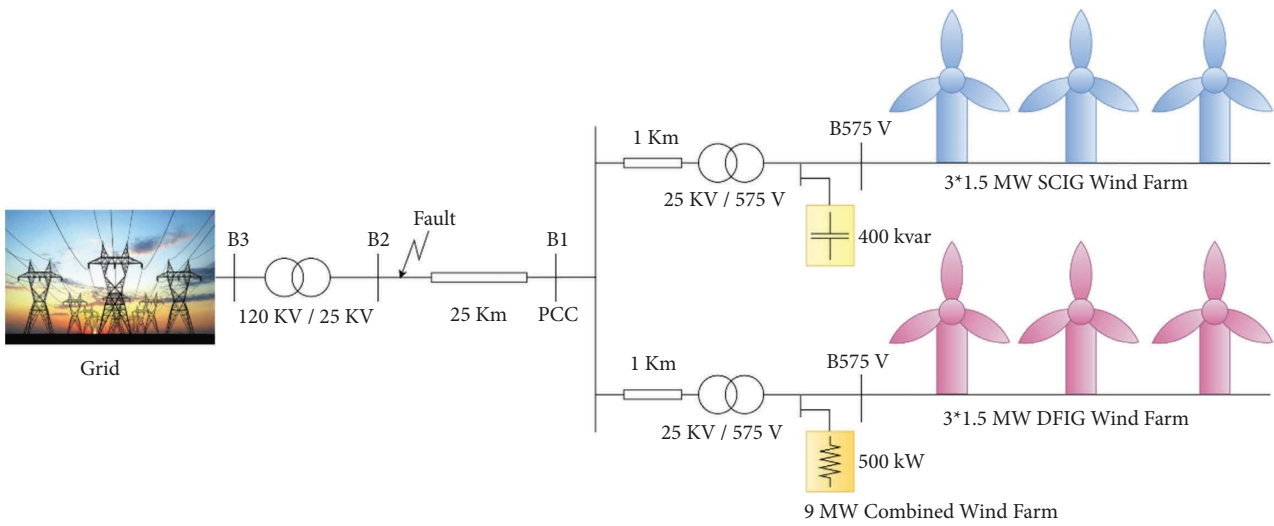 Grid
B3
120 KV / 25 KV
B2
Fault
25 Km
B1
PCC
1 Km
25 KV / 575 V
B575 V
400 kvar
3*1.5 MW SCIG Wind Farm
1 Km
25 KV / 575 V
B575 V
500 kW
3*1.5 MW DFIG Wind Farm
9 MW Combined Wind Farm